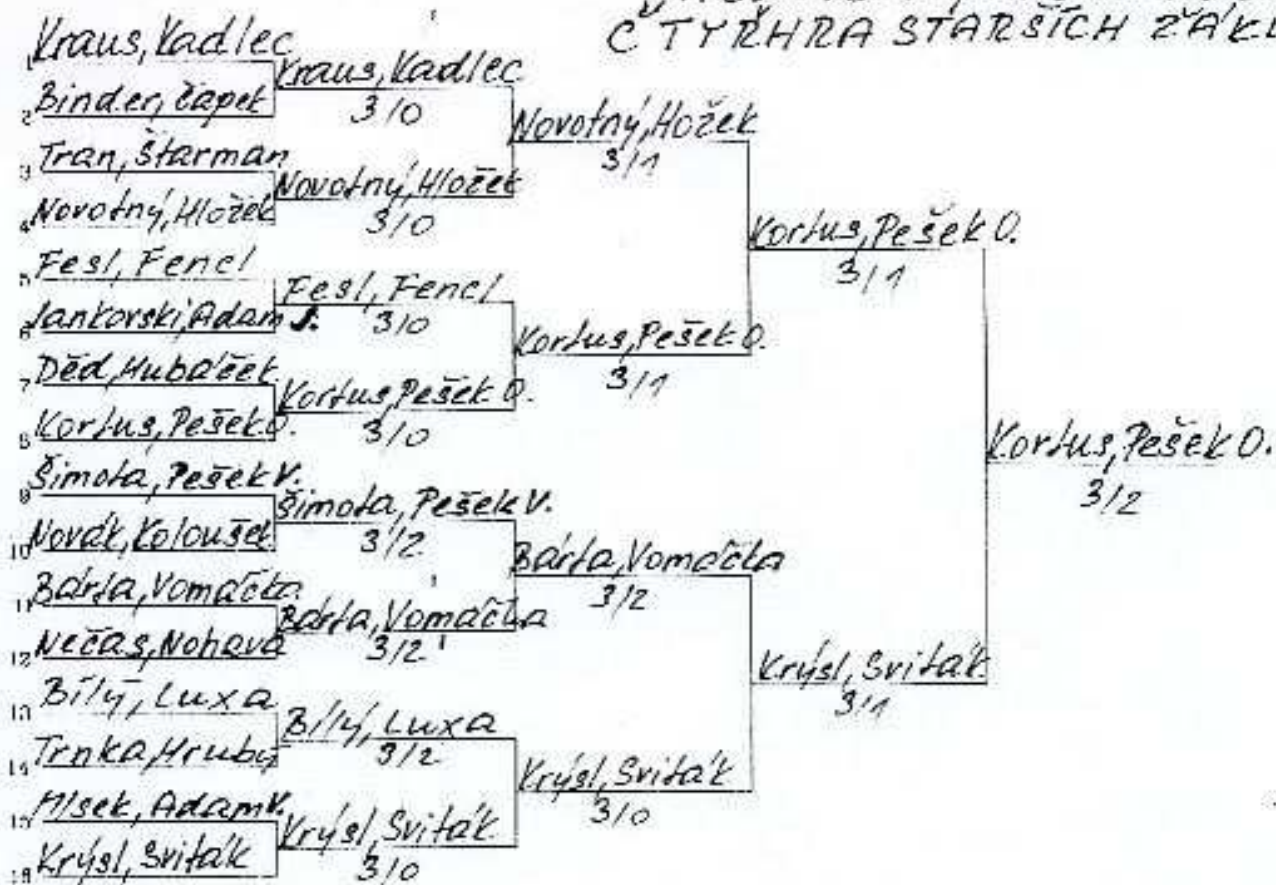 ČTYŘHRA STARŠÍCH ŽÁKŮ
1 Kraus, Kadlec
2 Binder, Čapek
3 Tran, Štarman
4 Novotný, Hložek
5 Fesl, Fencl
6 Jankovski, Adam J.
7 Děd, Hubáček
8 Kortus, Pešek O.
9 Šimota, Pešek V.
10 Novák, Koloušek
11 Bárta, Vomáčka
12 Nečas, Nohava
13 Bílý, Luxa
14 Trnka, Hrubý
15 Mlsek, Adam V.
16 Krýsl, Sviták
Kraus, Kadlec
3/0
Novotný, Hložek
3/0
Fesl, Fencl
3/0
Kortus, Pešek O.
3/0
Šimota, Pešek V.
3/2
Bárta, Vomáčka
3/2
Bílý, Luxa
3/2
Krýsl, Sviták
3/0
Novotný, Hožek
3/1
Kortus, Pešek O.
3/1
Bárta, Vomáčka
3/2
Krýsl, Sviták
3/0
Kortus, Pešek O.
3/1
Krýsl, Sviták
3/1
Kortus, Pešek O.
3/2